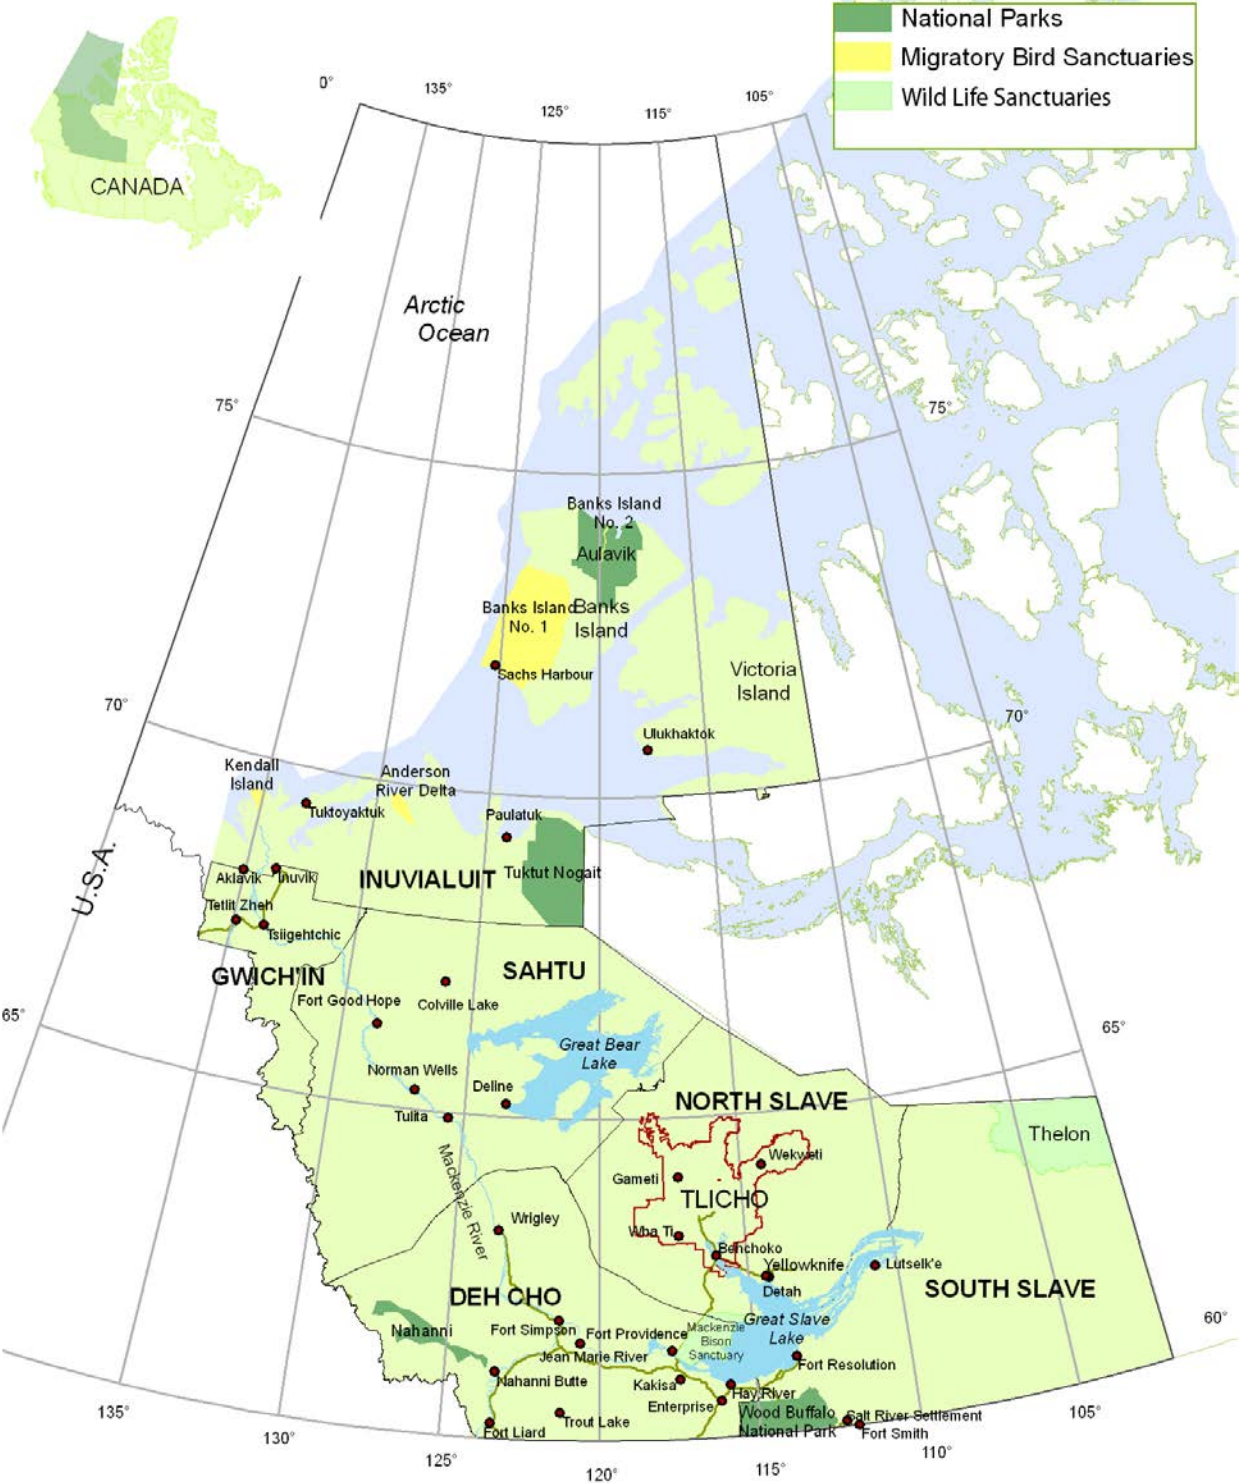 National Parks
Migratory Bird Sanctuaries
Wild Life Sanctuaries
CANADA
0°
135°
125°
115°
105°
Arctic
Ocean
75°
75°
Banks Island
No. 2
Aulavik
Banks Island
No. 1
Banks
Island
Sachs Harbour
Victoria
Island
70°
70°
Ulukhaktok
Kendall
Island
Anderson
River Delta
Tuktoyaktuk
Paulatuk
U.S.A.
Aklavik
Inuvik
INUVIALUIT
Tuktut Nogait
Tetlit Zheh
Tsiigehtchic
GWICH'IN
SAHTU
Fort Good Hope
Colville Lake
65°
65°
Great Bear
Lake
Norman Wells
Deline
Tulita
NORTH SLAVE
Thelon
Mackenzie River
Wekweti
Gameti
TLICHO
Wrigley
Wha Ti
Benchoko
Yellowknife
Detah
Lutselk'e
SOUTH SLAVE
DEH CHO
Great Slave
Lake
60°
Nahanni
Fort Simpson
Fort Providence
Mackenzie
Bison
Sanctuary
Jean Marie River
Fort Resolution
Nahanni Butte
Kakisa
Hay River
Enterprise
Wood Buffalo
National Park
Salt River Settlement
Fort Smith
Trout Lake
Fort Liard
135°
130°
125°
120°
115°
110°
105°